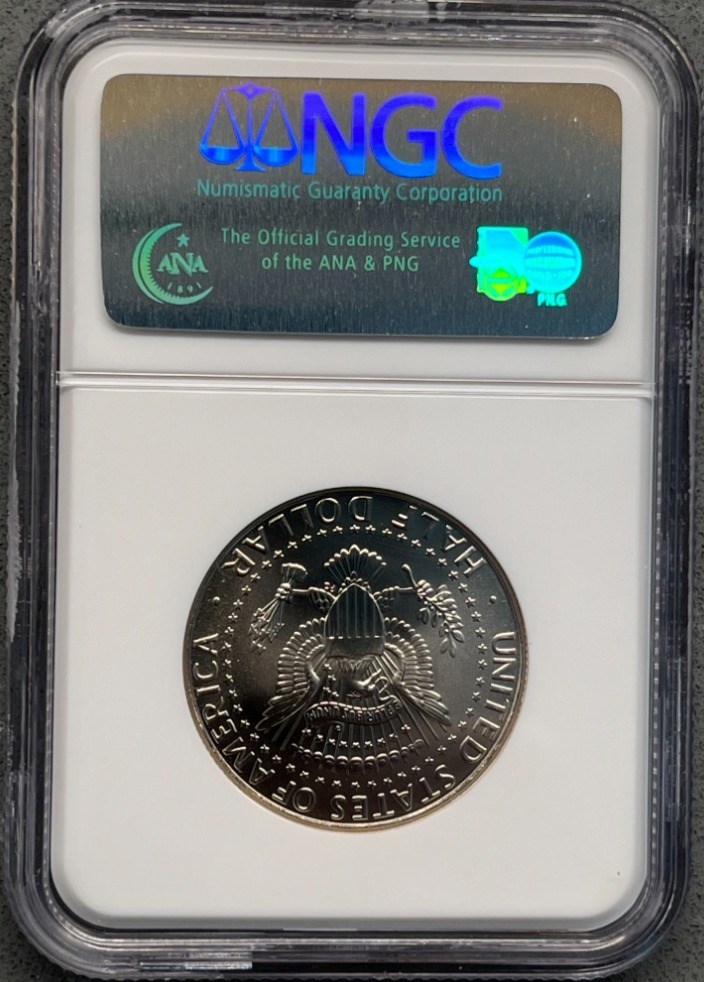 NGC
Numismatic Guaranty Corporation
The Official Grading Service
of the ANA & PNG
ANA
1891
PNG
UNITED STATES OF AMERICA
HALF DOLLAR